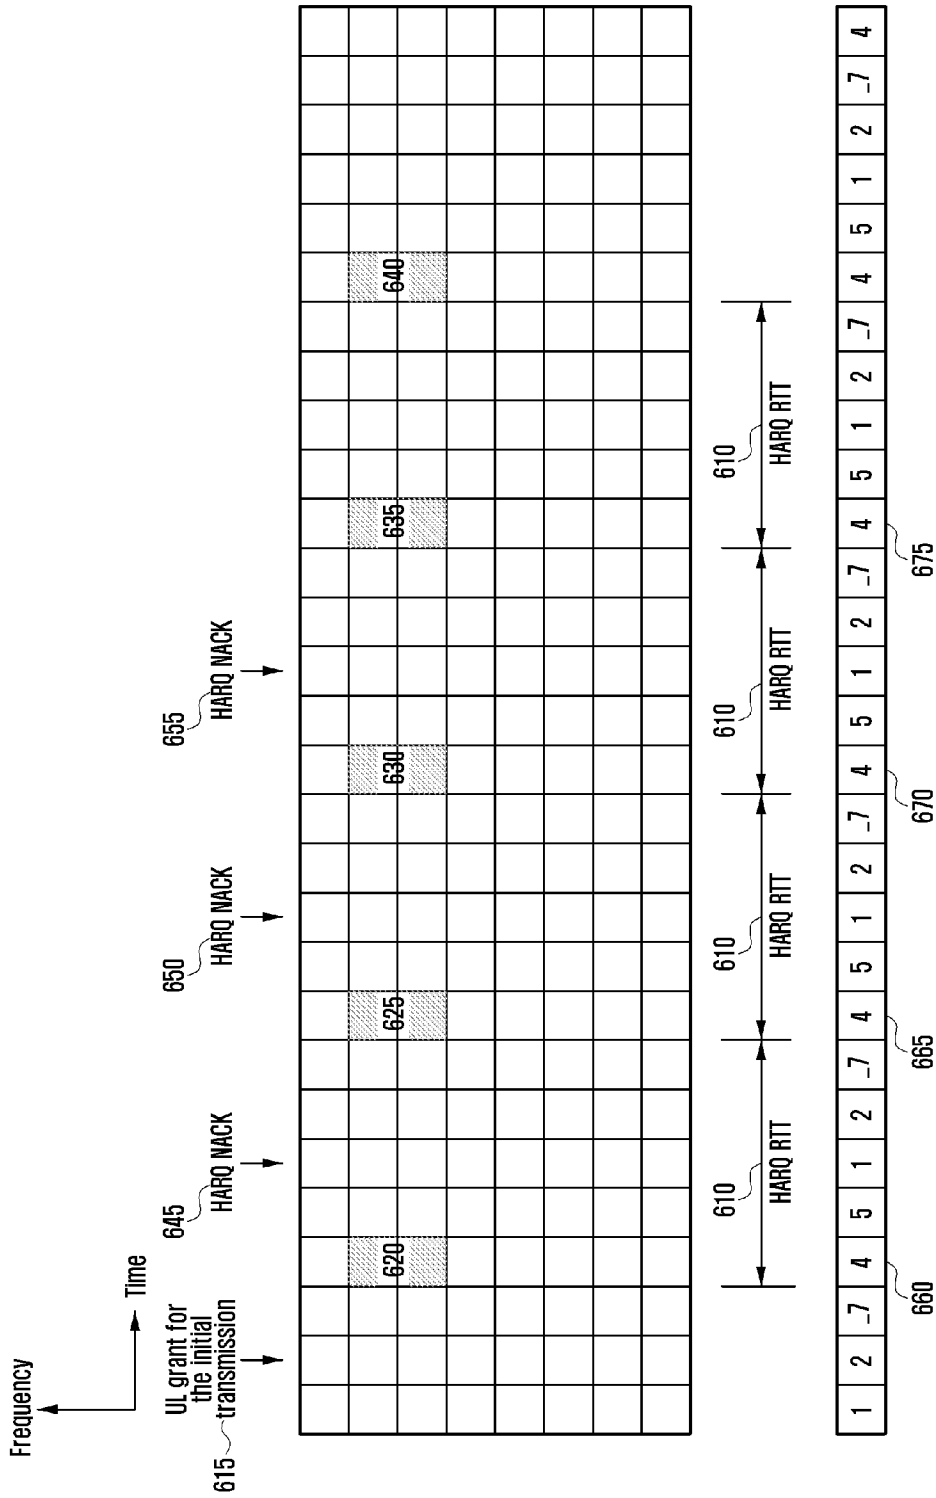 Frequency
Time
UL grant for
the initial
transmission
615
645
HARQ NACK
650
HARQ NACK
655
HARQ NACK
620
625
630
635
640
610
HARQ RTT
610
HARQ RTT
610
HARQ RTT
610
HARQ RTT
1 2 _7 4 5 1 2 _7 4 5 1 2 _7 4 5 1 2 _7 4 5 1 2 _7 4 5 1 2 _7 4
660
665
670
675